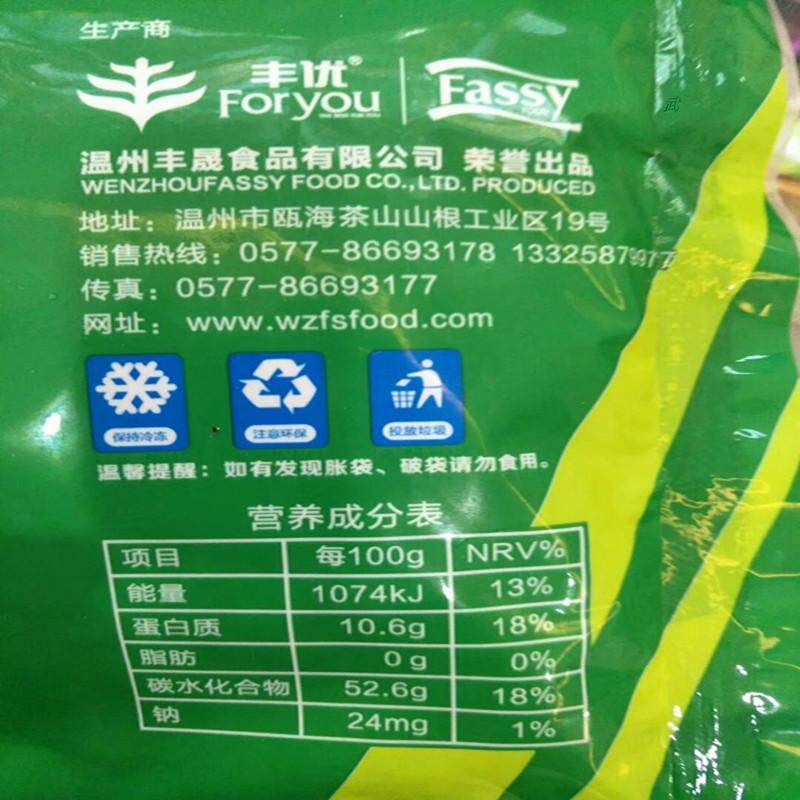 生产商
丰优®
Foryou
Fassy
FOOD
温州丰晟食品有限公司 荣誉出品
WENZHOUFASSY FOOD CO.,LTD. PRODUCED
地址：温州市瓯海茶山山根工业区19号
销售热线：0577-86693178 13325879977
传真：0577-86693177
网址：www.wzfsfood.com
保持冷冻 注意环保 投放垃圾
温馨提醒：如有发现胀袋、破袋请勿食用。
营养成分表
项目 每100g NRV%
能量 1074kJ 13%
蛋白质 10.6g 18%
脂肪 0g 0%
碳水化合物 52.6g 18%
钠 24mg 1%
武